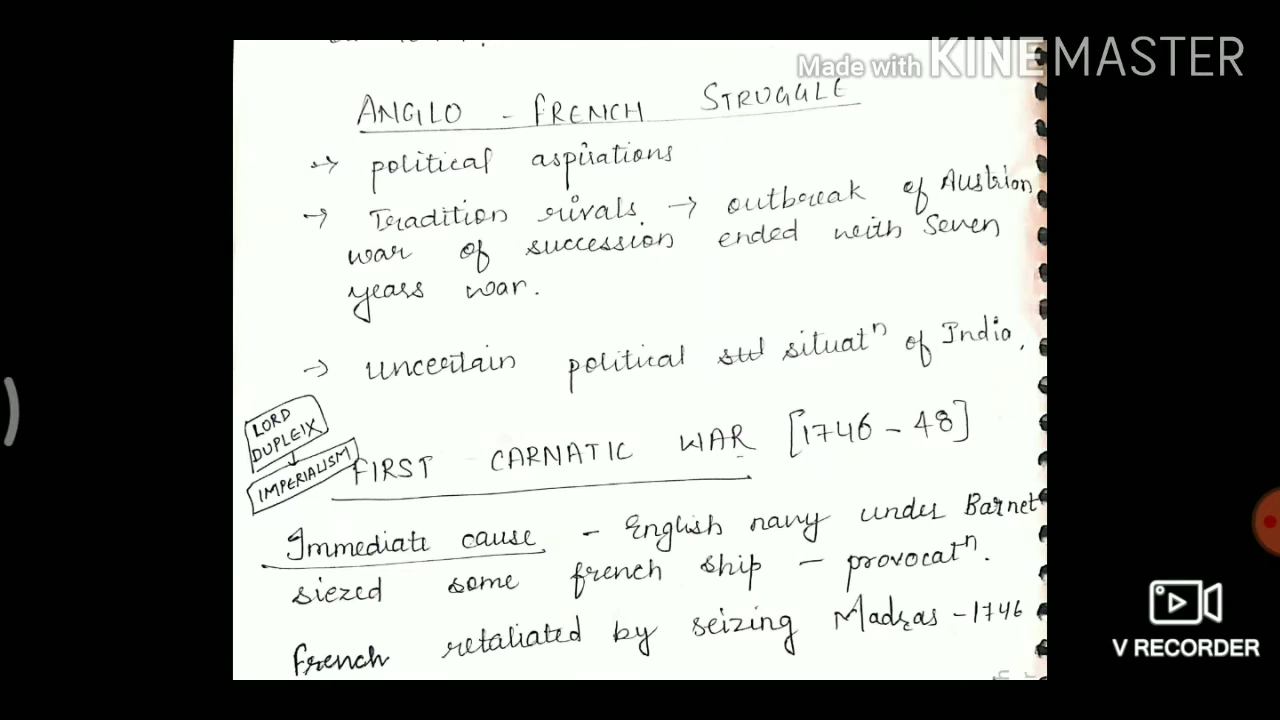 Made with KINEMASTER
ANGLO - FRENCH STRUGGLE
→ political aspirations
→ Tradition rivals. → outbreak of Austrion
war of succession ended with Seven
years war.
→ uncertain political situatⁿ of India,
LORD
DUPLEIX
↓
IMPERIALISM
FIRST CARNATIC WAR [1746-48]
Immediate cause - English navy under Barnet
siezed some french ship - provocatⁿ.
French retaliated by seizing Madras - 1746
V RECORDER